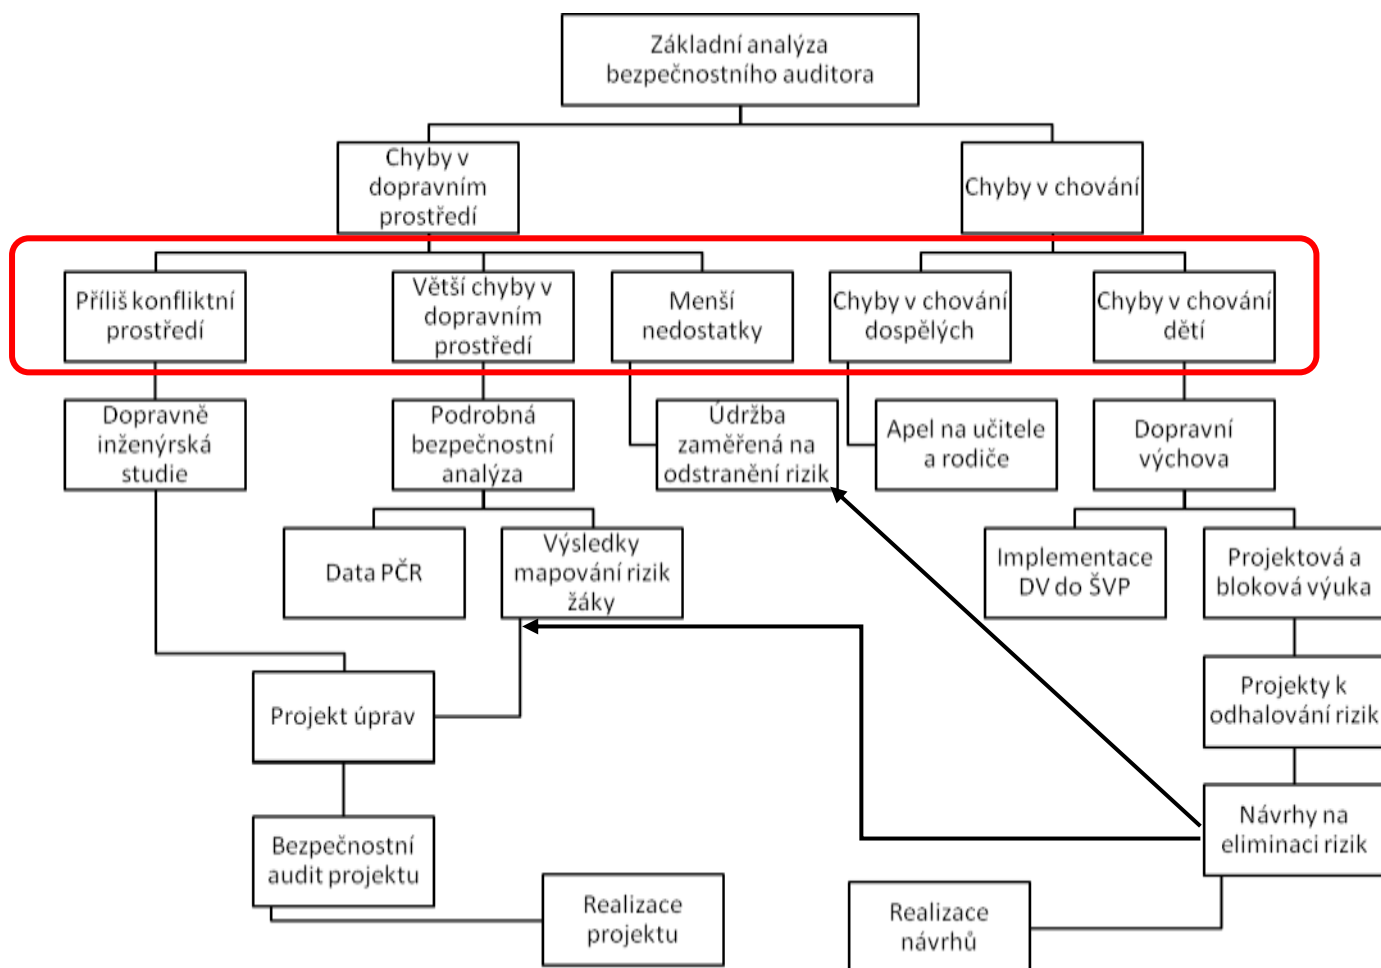 Základní analýza
bezpečnostního auditora
Chyby v
dopravním
prostředí
Chyby v chování
Příliš konfliktní
prostředí
Větší chyby v
dopravním
prostředí
Menší
nedostatky
Chyby v chování
dospělých
Chyby v chování
dětí
Dopravně
inženýrská
studie
Podrobná
bezpečnostní
analýza
Údržba
zaměřená na
odstranění rizik
Apel na učitele
a rodiče
Dopravní
výchova
Data PČR
Výsledky
mapování rizik
žáky
Implementace
DV do ŠVP
Projektová a
bloková výuka
Projekt úprav
Projekty k
odhalování rizik
Bezpečnostní
audit projektu
Návrhy na
eliminaci rizik
Realizace
projektu
Realizace
návrhů